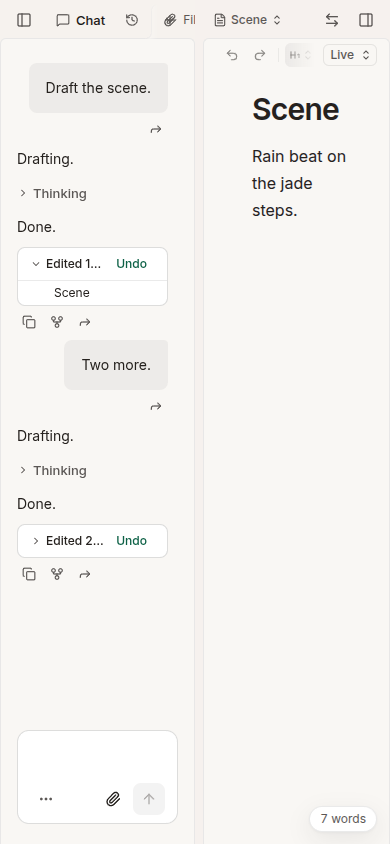 Chat
Scene
Live
Draft the scene.
Drafting.
Thinking
Done.
Edited 1... Undo
Scene
Two more.
Drafting.
Thinking
Done.
Edited 2... Undo
Scene
Rain beat on
the jade
steps.
7 words